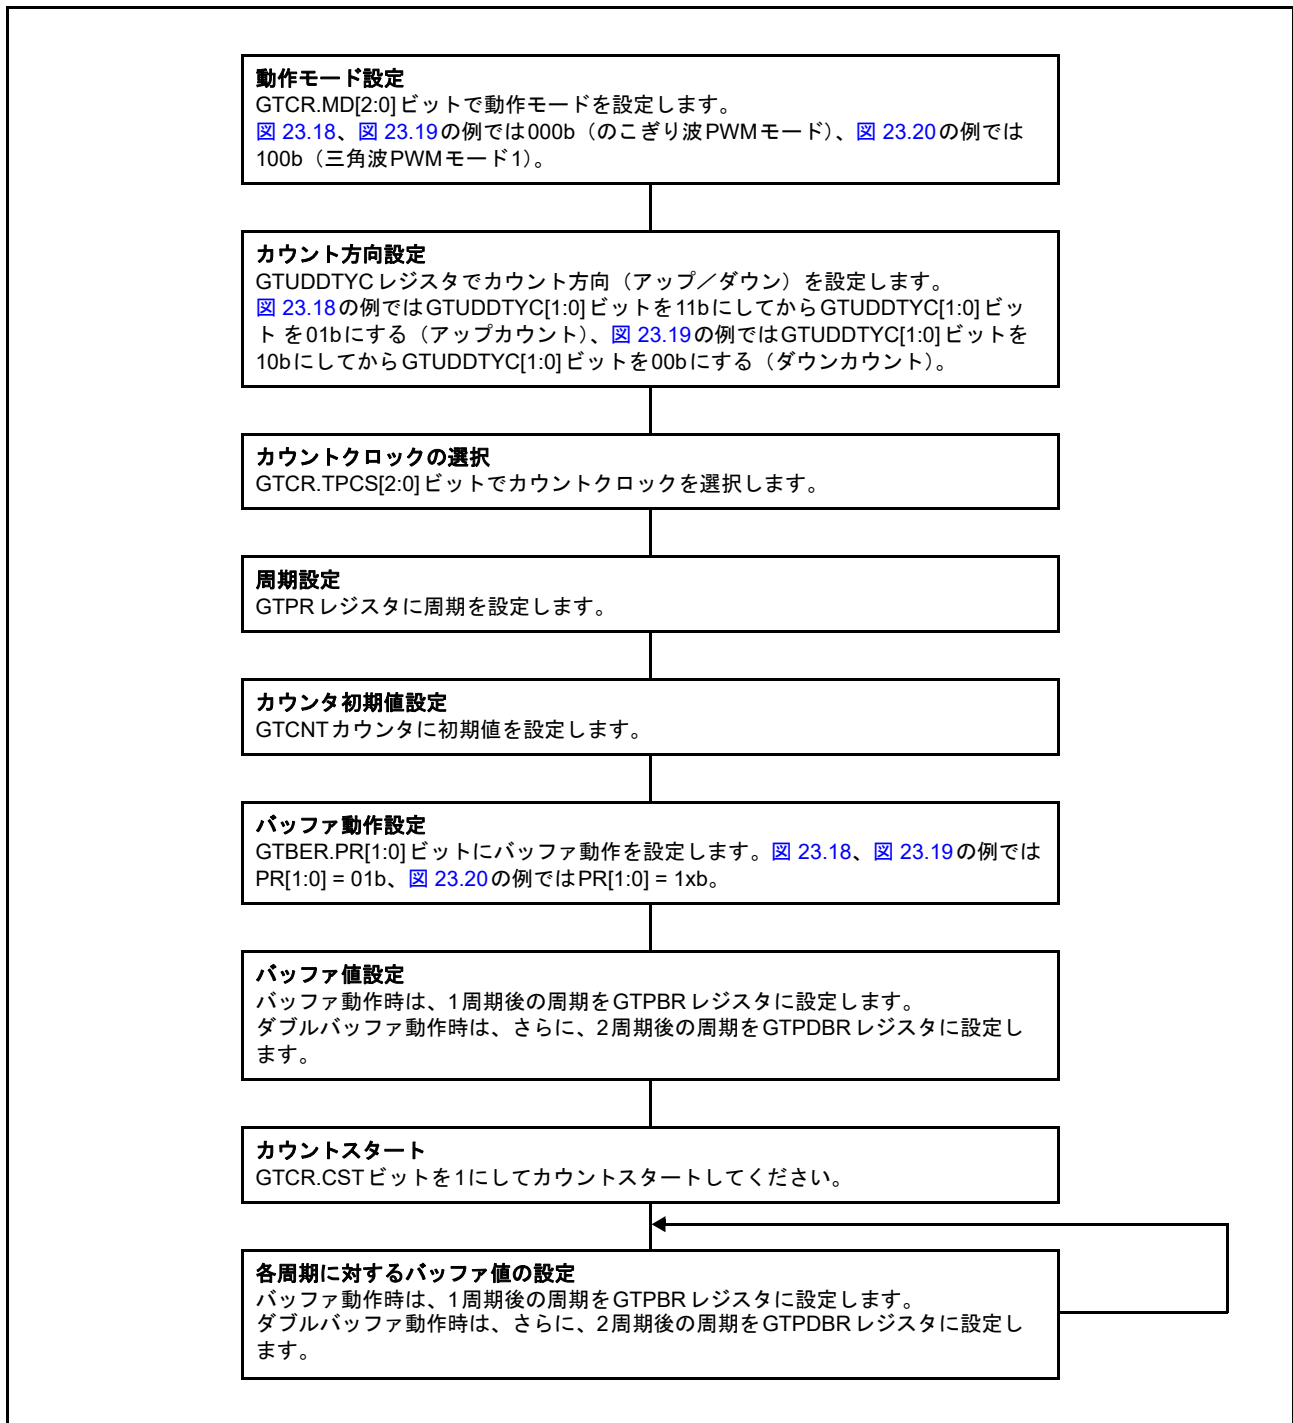 動作モード設定
GTCR.MD[2:0]ビットで動作モードを設定します。
図 23.18、図 23.19の例では000b（のこぎり波PWMモード）、図 23.20の例では
100b（三角波PWMモード1）。
カウント方向設定
GTUDDTYCレジスタでカウント方向（アップ／ダウン）を設定します。
図 23.18の例ではGTUDDTYC[1:0]ビットを11bにしてからGTUDDTYC[1:0]ビッ
ト を01bにする（アップカウント）、図 23.19の例ではGTUDDTYC[1:0]ビットを
10bにしてからGTUDDTYC[1:0]ビットを00bにする（ダウンカウント）。
カウントクロックの選択
GTCR.TPCS[2:0]ビットでカウントクロックを選択します。
周期設定
GTPRレジスタに周期を設定します。
カウンタ初期値設定
GTCNTカウンタに初期値を設定します。
バッファ動作設定
GTBER.PR[1:0]ビットにバッファ動作を設定します。図 23.18、図 23.19の例では
PR[1:0] = 01b、図 23.20の例ではPR[1:0] = 1xb。
バッファ値設定
バッファ動作時は、1周期後の周期をGTPBRレジスタに設定します。
ダブルバッファ動作時は、さらに、2周期後の周期をGTPDBRレジスタに設定し
ます。
カウントスタート
GTCR.CSTビットを1にしてカウントスタートしてください。
各周期に対するバッファ値の設定
バッファ動作時は、1周期後の周期をGTPBRレジスタに設定します。
ダブルバッファ動作時は、さらに、2周期後の周期をGTPDBRレジスタに設定し
ます。